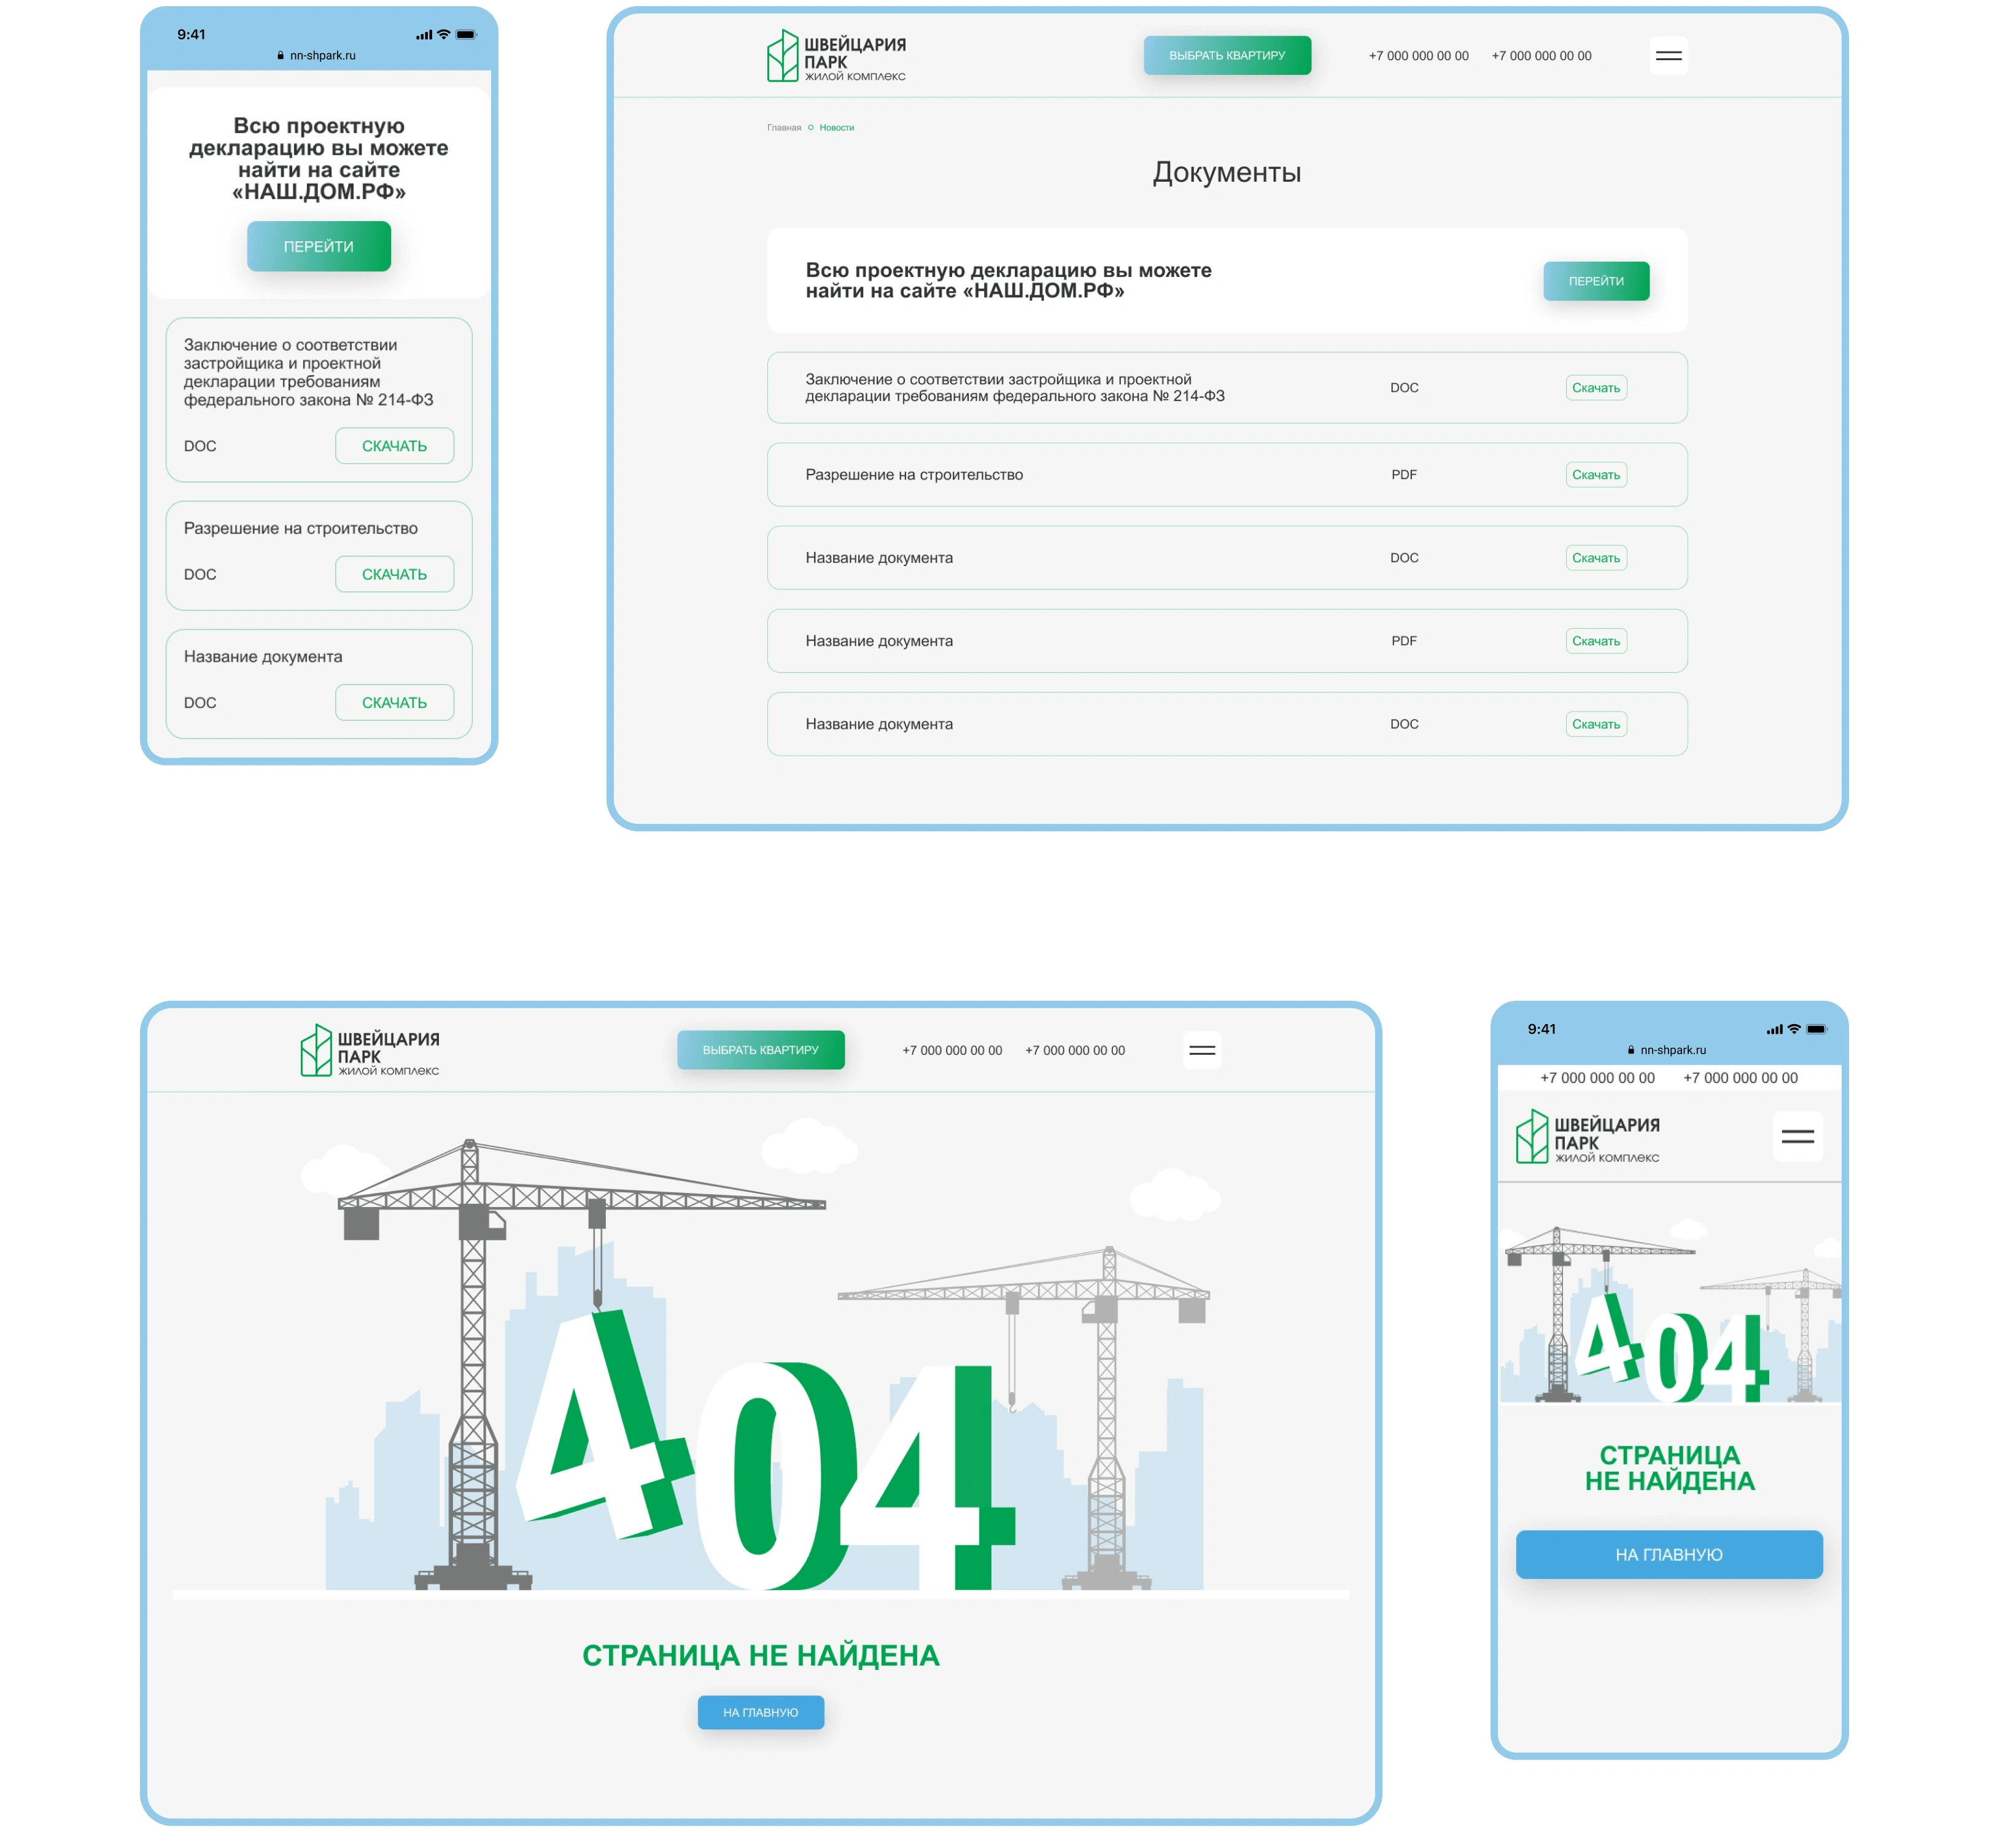 9:41
nn-shpark.ru
Всю проектную
декларацию вы можете
найти на сайте
«НАШ.ДОМ.РФ»
ПЕРЕЙТИ
Заключение о соответствии
застройщика и проектной
декларации требованиям
федерального закона № 214-ФЗ
DOC
СКАЧАТЬ
Разрешение на строительство
DOC
СКАЧАТЬ
Название документа
DOC
СКАЧАТЬ
ШВЕЙЦАРИЯ
ПАРК
ЖИЛОЙ КОМПЛЕКС
ВЫБРАТЬ КВАРТИРУ
+7 000 000 00 00
+7 000 000 00 00
Главная
Новости
Документы
Всю проектную декларацию вы можете
найти на сайте «НАШ.ДОМ.РФ»
ПЕРЕЙТИ
Заключение о соответствии застройщика и проектной
декларации требованиям федерального закона № 214-ФЗ
DOC
Скачать
Разрешение на строительство
PDF
Скачать
Название документа
DOC
Скачать
Название документа
PDF
Скачать
Название документа
DOC
Скачать
ШВЕЙЦАРИЯ
ПАРК
ЖИЛОЙ КОМПЛЕКС
ВЫБРАТЬ КВАРТИРУ
+7 000 000 00 00
+7 000 000 00 00
404
СТРАНИЦА НЕ НАЙДЕНА
НА ГЛАВНУЮ
9:41
nn-shpark.ru
+7 000 000 00 00
+7 000 000 00 00
ШВЕЙЦАРИЯ
ПАРК
ЖИЛОЙ КОМПЛЕКС
404
СТРАНИЦА
НЕ НАЙДЕНА
НА ГЛАВНУЮ